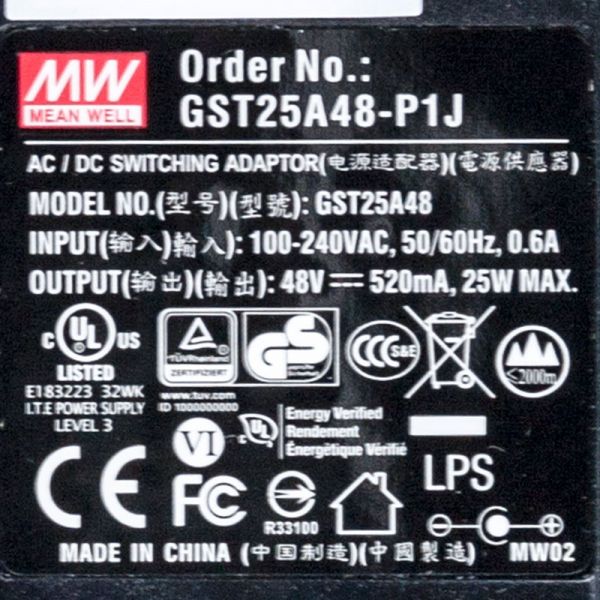 MW
MEAN WELL
Order No.:
GST25A48-P1J
AC / DC SWITCHING ADAPTOR(电源适配器)(電源供應器)
MODEL NO.(型号)(型號): GST25A48
INPUT(输入)(輸入): 100-240VAC, 50/60Hz, 0.6A
OUTPUT(输出)(輸出): 48V 520mA, 25W MAX.
c UL US
LISTED
E183223 32WK
I.T.E POWER SUPPLY
LEVEL 3
TÜVRheinland
ZERTIFIZIERT
www.tuv.com
ID 1000000000
GS
CCC S&E
≤2000m
VI
c UL
Energy Verified
Rendement
Énergétique Vérifié
CE
FC
R33100
LPS
MADE IN CHINA (中国制造)(中國製造)
MW02